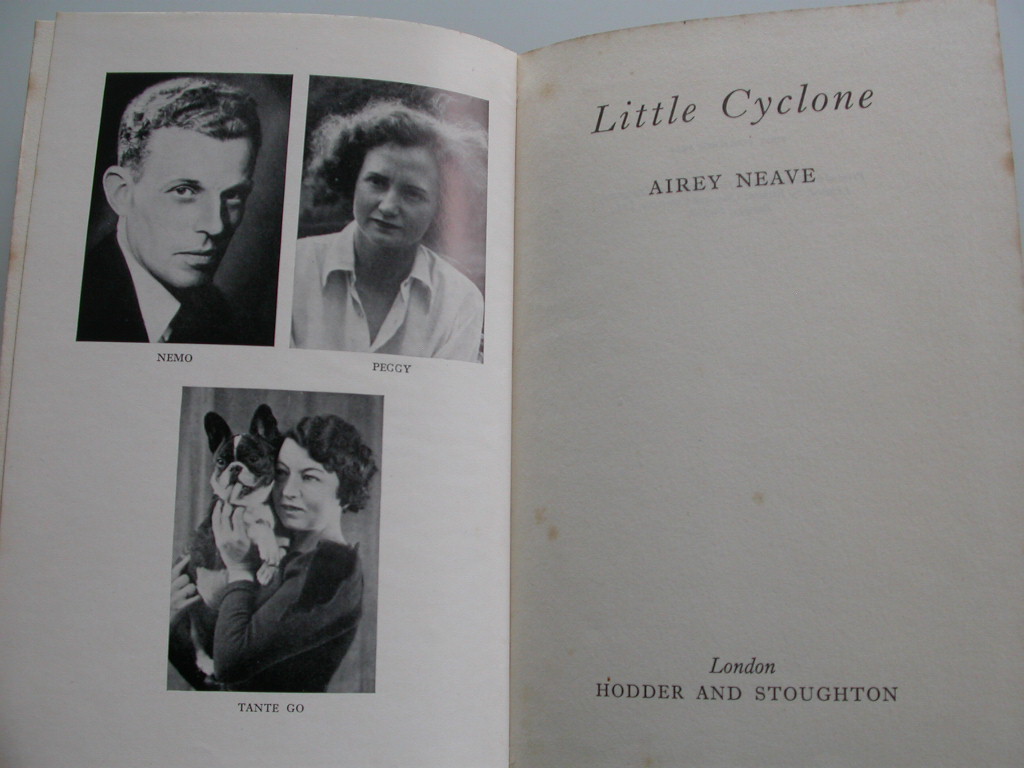 NEMO
PEGGY
TANTE GO
Little Cyclone
AIREY NEAVE
London
HODDER AND STOUGHTON